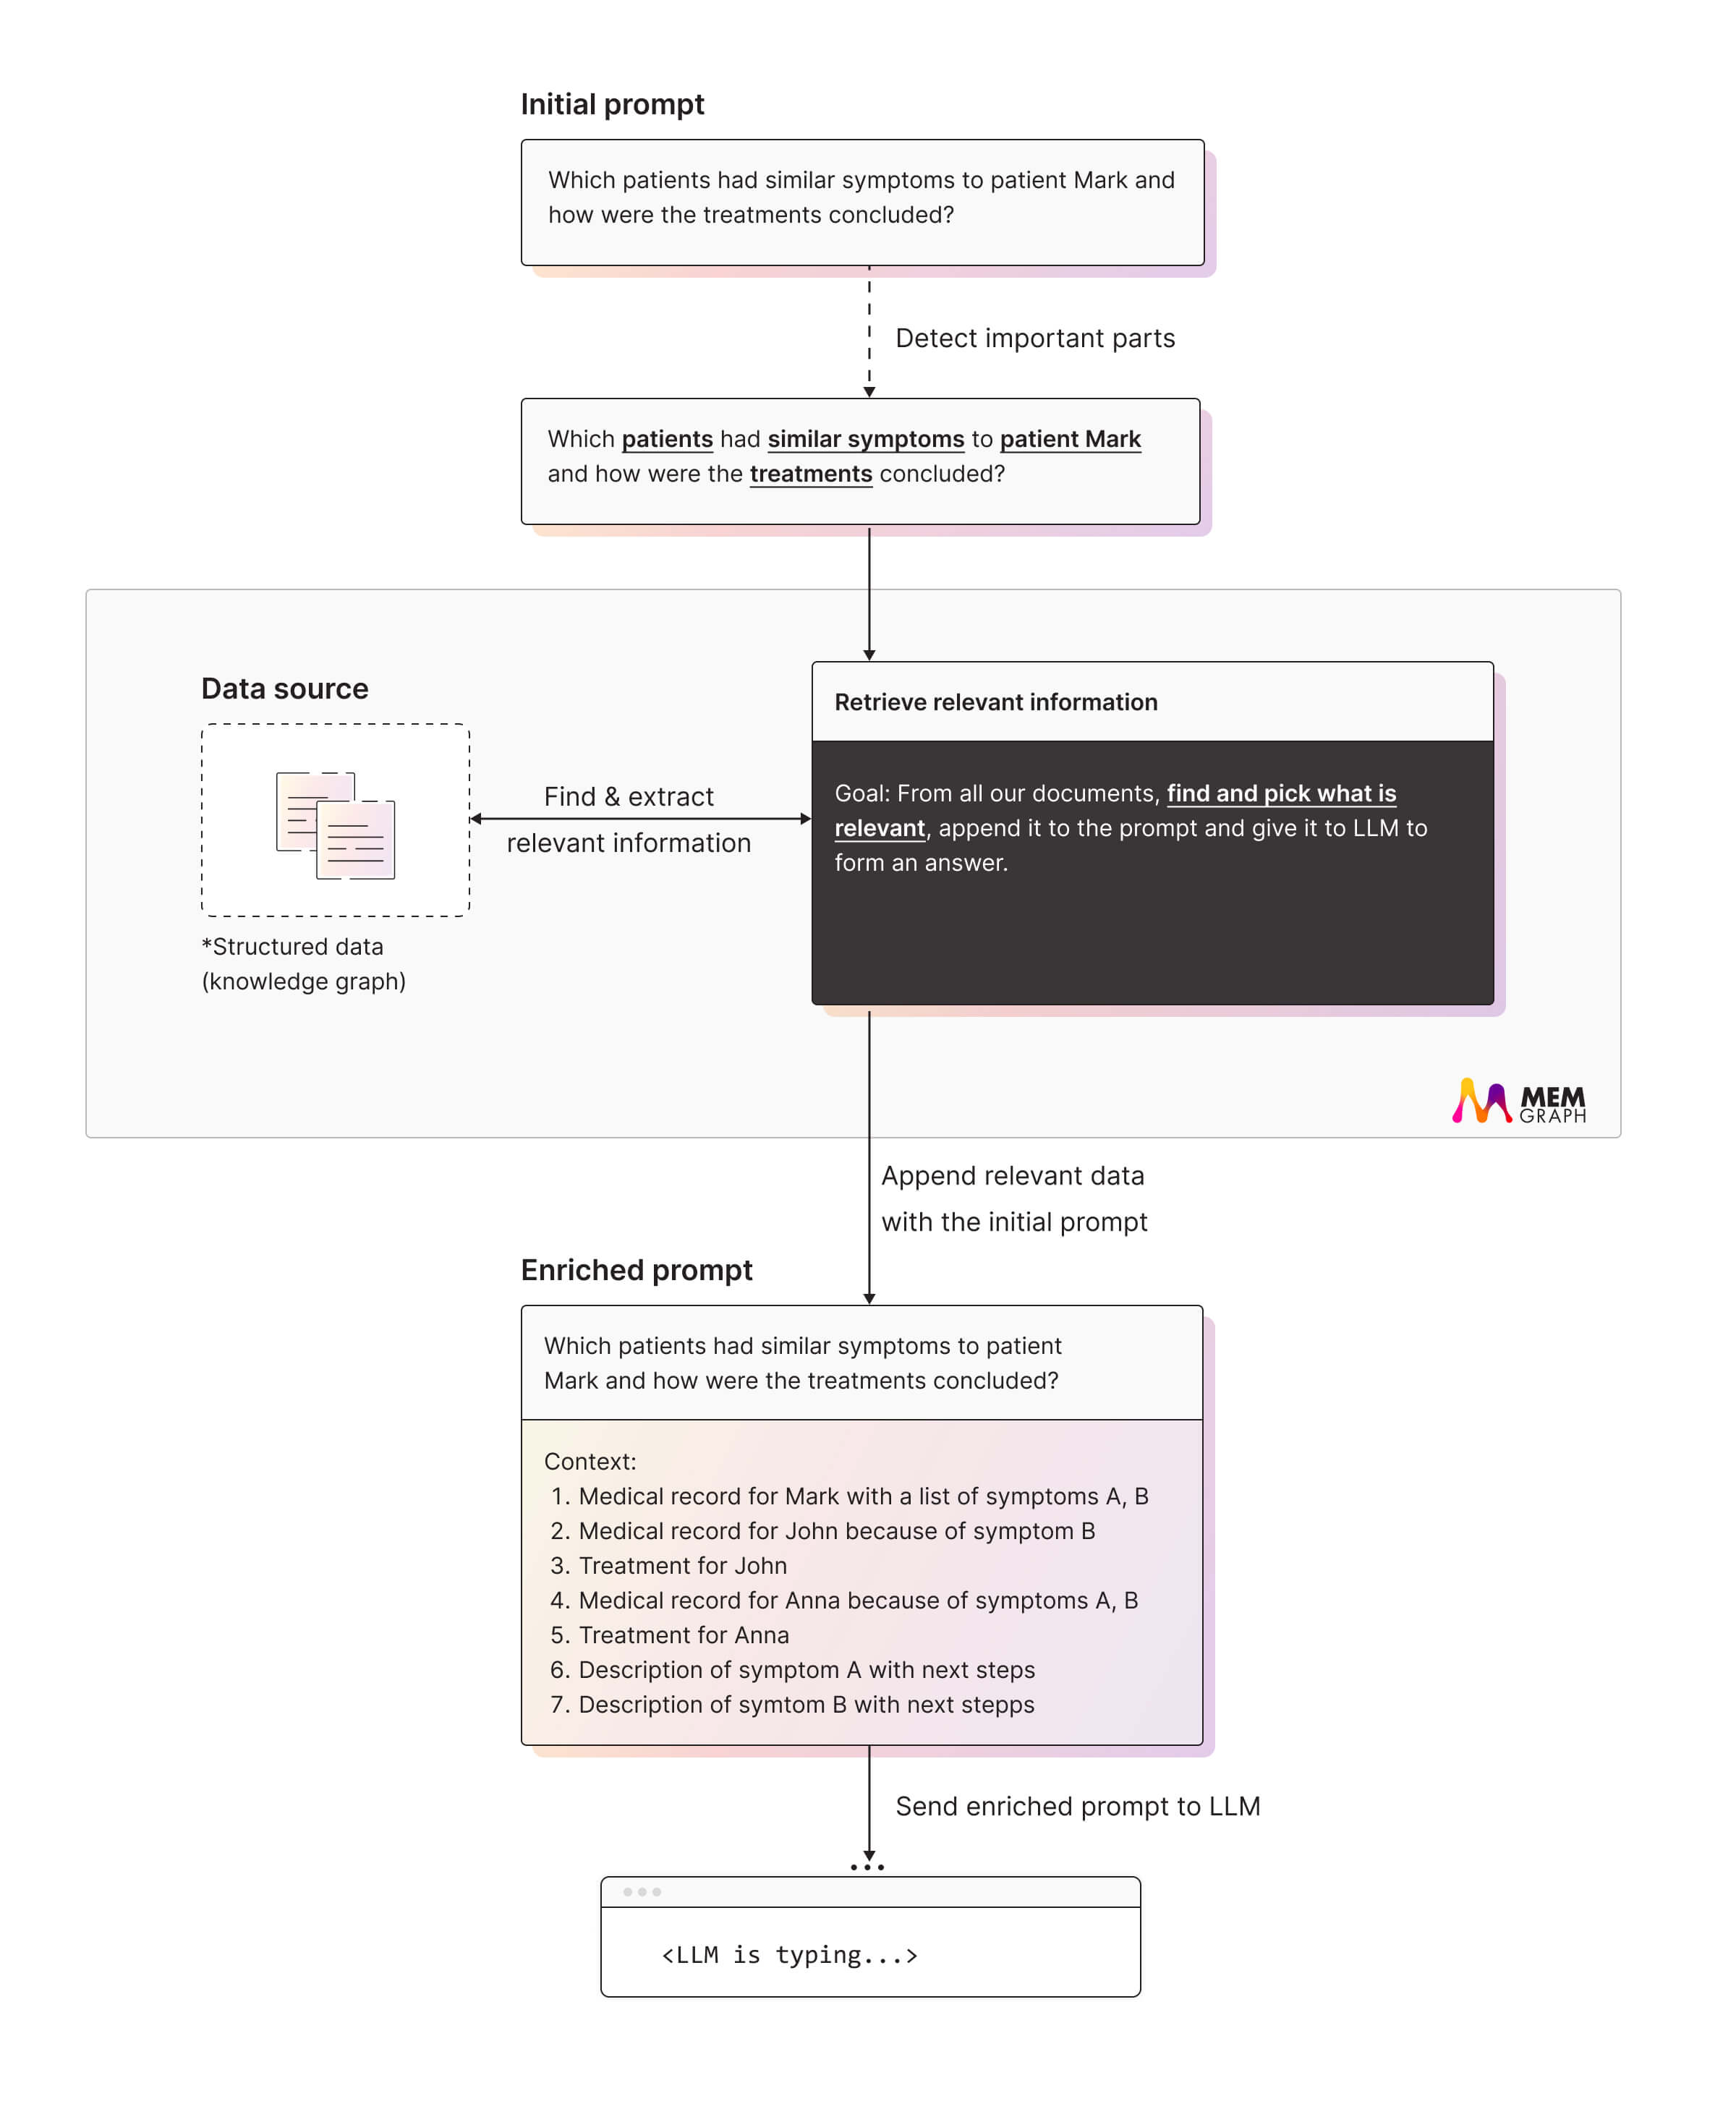 Initial prompt
Which patients had similar symptoms to patient Mark and
how were the treatments concluded?
Detect important parts
Which patients had similar symptoms to patient Mark
and how were the treatments concluded?
Data source
Find & extract
relevant information
*Structured data
(knowledge graph)
Retrieve relevant information
Goal: From all our documents, find and pick what is
relevant, append it to the prompt and give it to LLM to
form an answer.
MEM
GRAPH
Append relevant data
with the initial prompt
Enriched prompt
Which patients had similar symptoms to patient
Mark and how were the treatments concluded?
Context:
1. Medical record for Mark with a list of symptoms A, B
2. Medical record for John because of symptom B
3. Treatment for John
4. Medical record for Anna because of symptoms A, B
5. Treatment for Anna
6. Description of symptom A with next steps
7. Description of symtom B with next stepps
Send enriched prompt to LLM
<LLM is typing...>